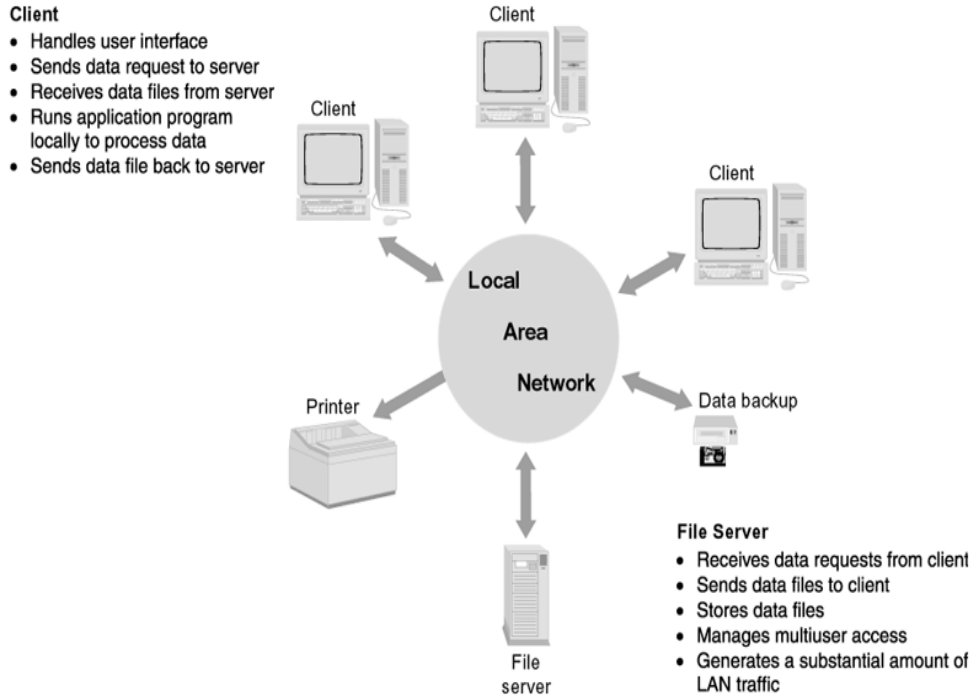 Client
• Handles user interface
• Sends data request to server
• Receives data files from server
• Runs application program
locally to process data
• Sends data file back to server
Client
Client
Client
Local
Area
Network
Printer
Data backup
File
server
File Server
• Receives data requests from client
• Sends data files to client
• Stores data files
• Manages multiuser access
• Generates a substantial amount of
LAN traffic